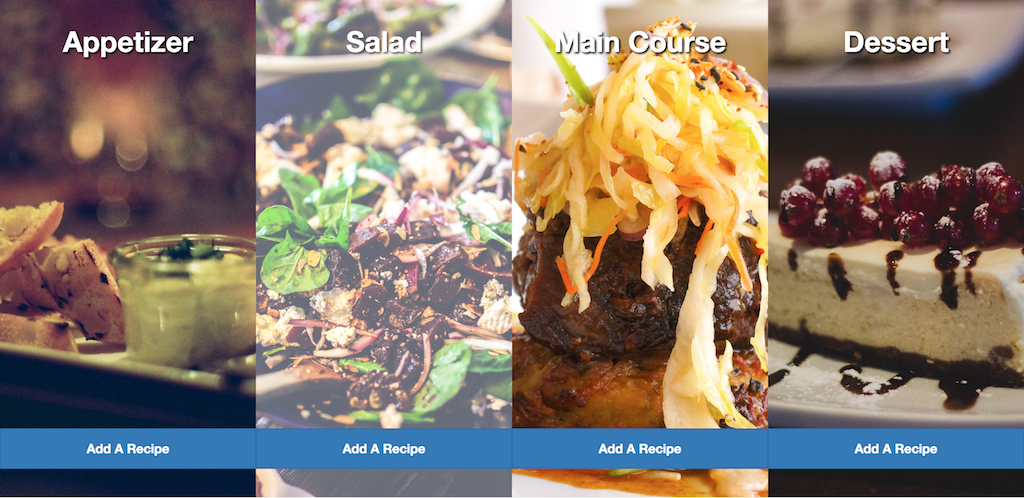 Appetizer
Salad
Main Course
Dessert
Add A Recipe
Add A Recipe
Add A Recipe
Add A Recipe